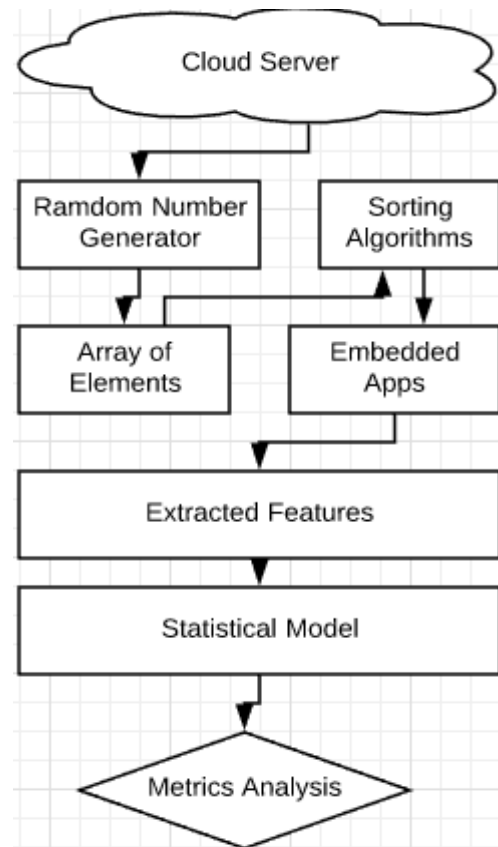 Cloud Server
Ramdom Number
Generator
Sorting
Algorithms
Array of
Elements
Embedded
Apps
Extracted Features
Statistical Model
Metrics Analysis